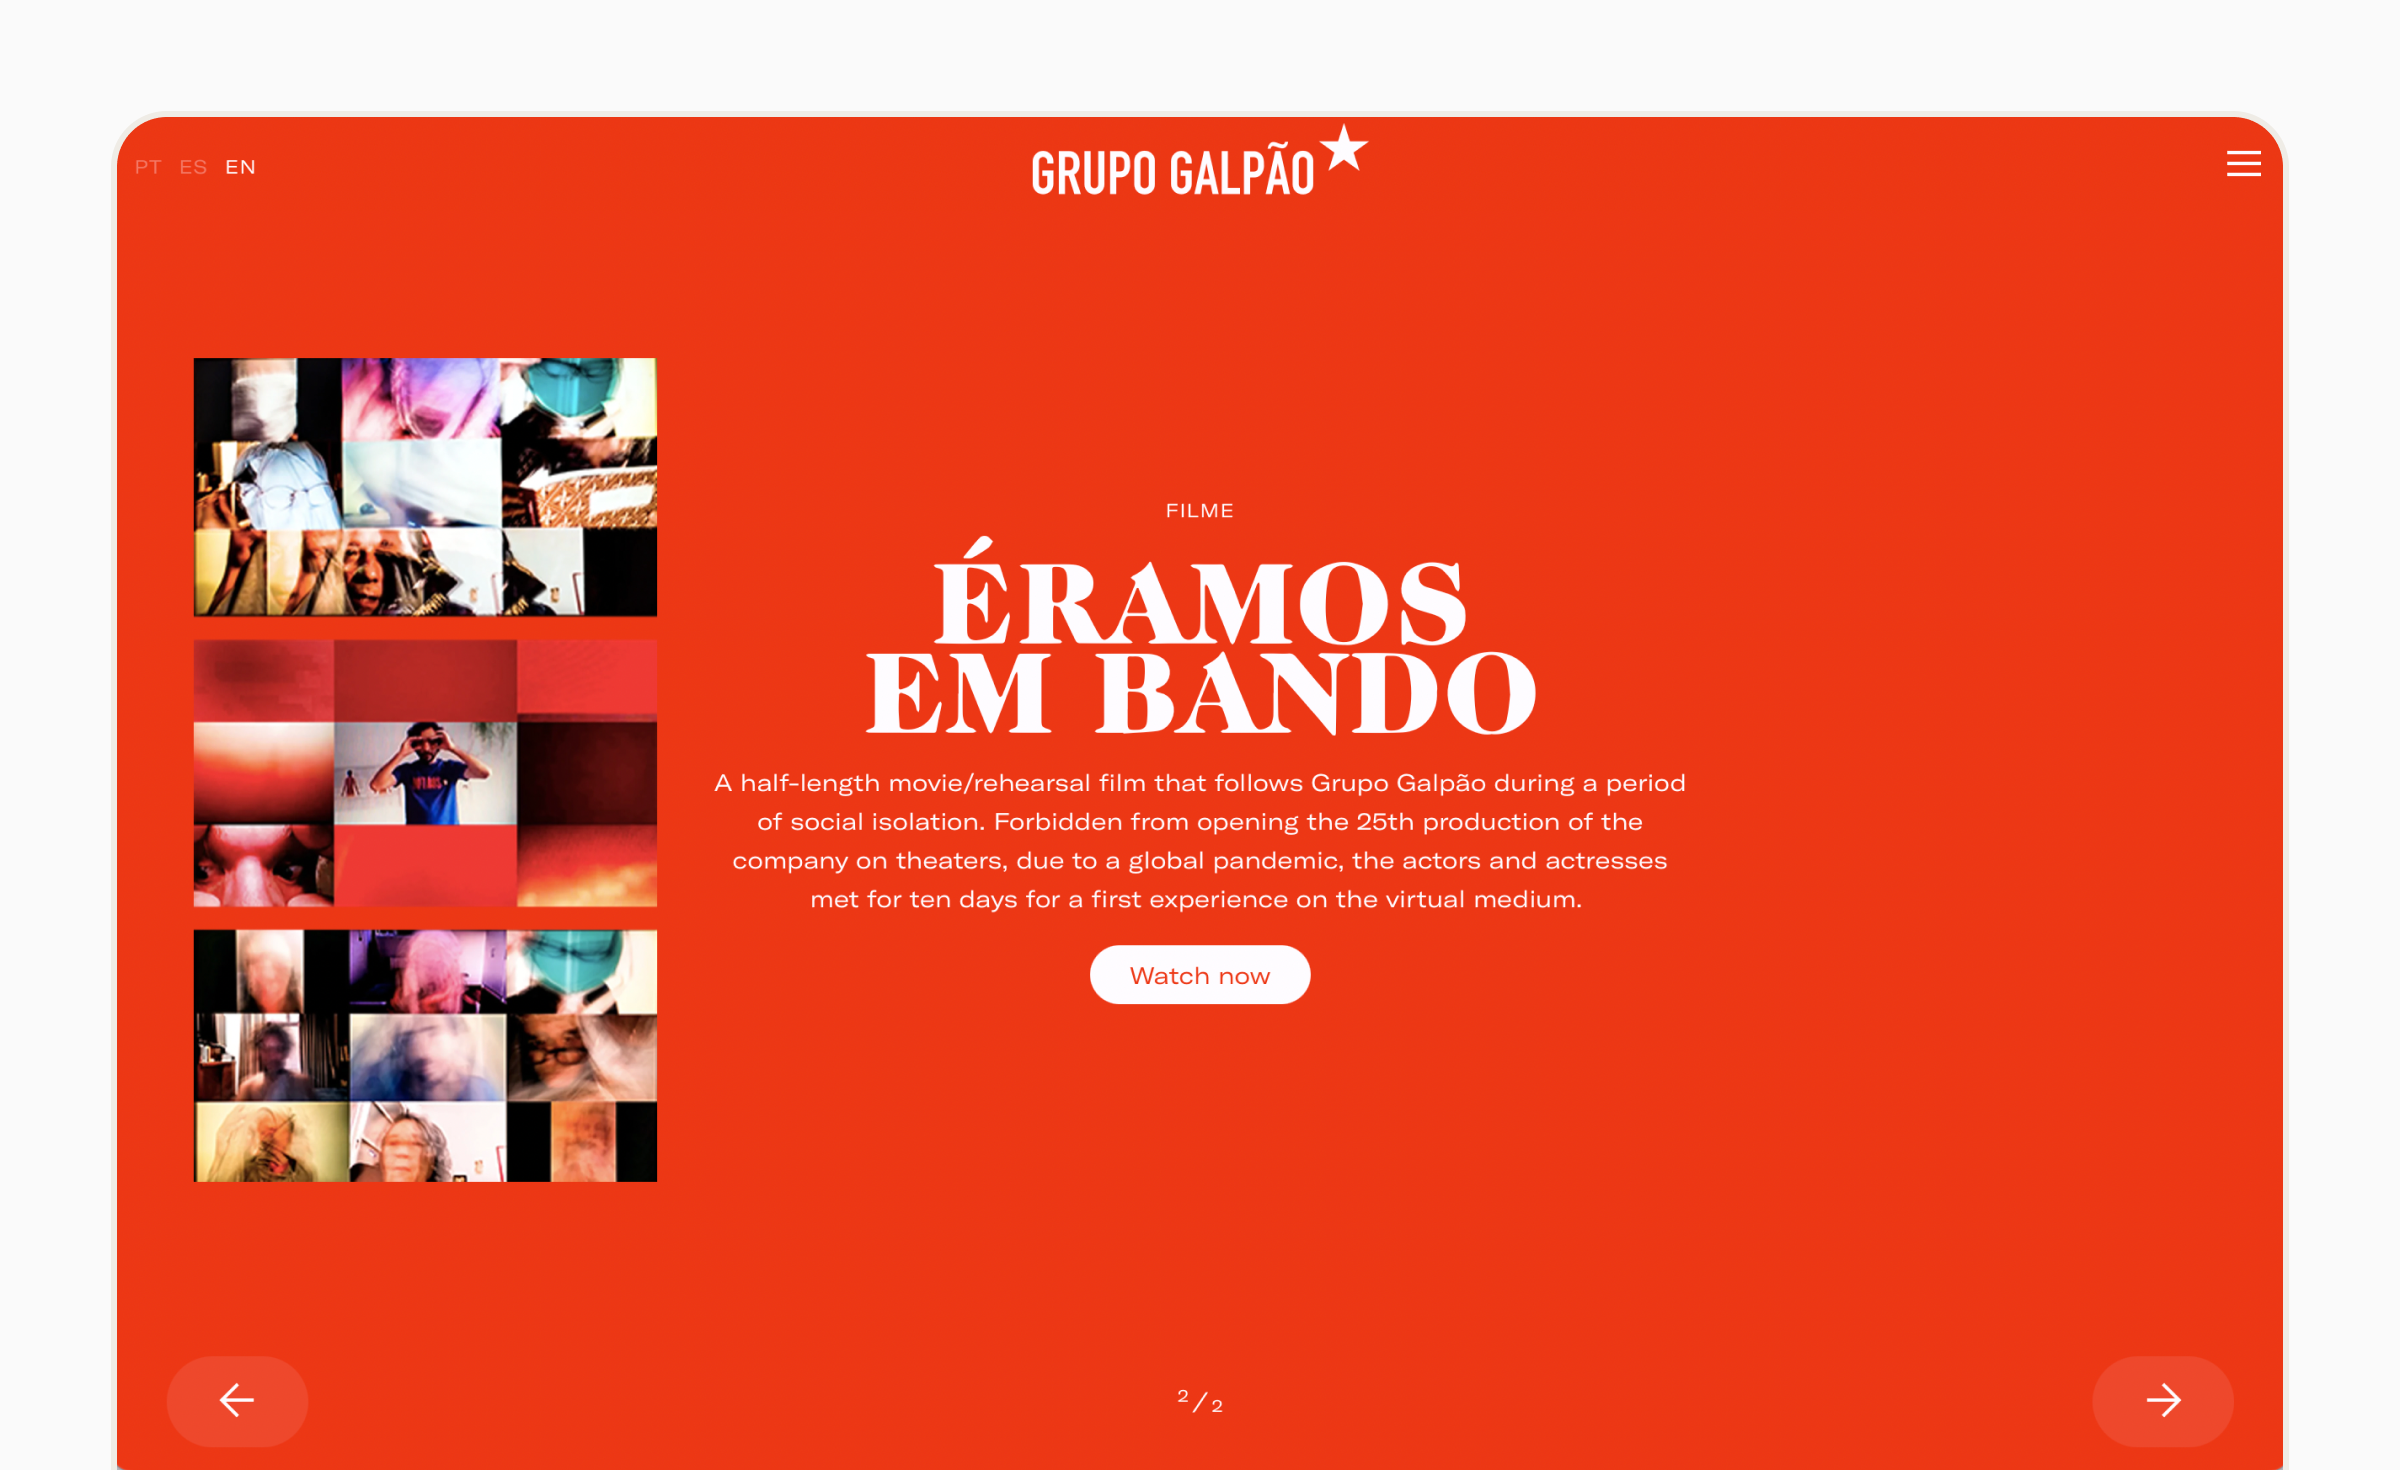 PT ES EN
GRUPO GALPÃO
FILME
ÉRAMOS
EM BANDO
A half-length movie/rehearsal film that follows Grupo Galpão during a period
of social isolation. Forbidden from opening the 25th production of the
company on theaters, due to a global pandemic, the actors and actresses
met for ten days for a first experience on the virtual medium.
Watch now
2/2